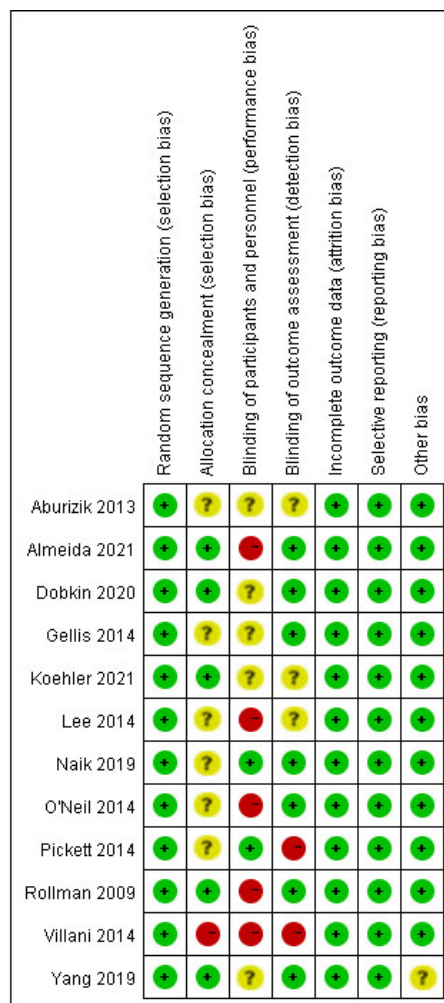 Random sequence generation (selection bias)
Allocation concealment (selection bias)
Blinding of participants and personnel (performance bias)
Blinding of outcome assessment (detection bias)
Incomplete outcome data (attrition bias)
Selective reporting (reporting bias)
Other bias
Aburizik 2013 + ? ? ? + + +
Almeida 2021 + + - + + + +
Dobkin 2020 + + ? + + + +
Gellis 2014 + ? ? + + + +
Koehler 2021 + + ? ? + + +
Lee 2014 + ? - ? + + +
Naik 2019 + ? + + + + +
O'Neil 2014 + ? - + + + +
Pickett 2014 + ? + - + + +
Rollman 2009 + + - + + + +
Villani 2014 + - - - + + +
Yang 2019 + + ? + + + ?